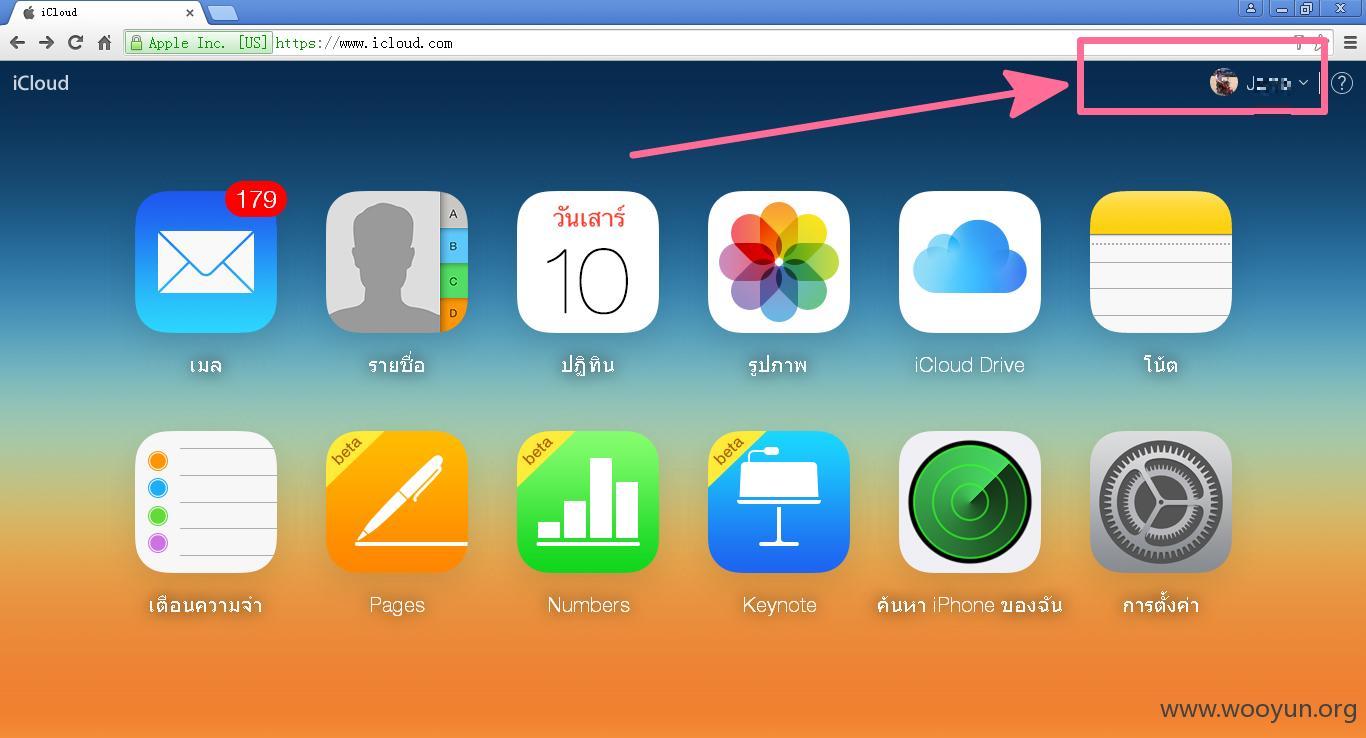 iCloud
Apple Inc. [US] https://www.icloud.com
iCloud
?
179
A
B
C
D
วันเสาร์
10
เมล
รายชื่อ
ปฏิทิน
รูปภาพ
iCloud Drive
โน้ต
beta
beta
beta
เตือนความจำ
Pages
Numbers
Keynote
ค้นหา iPhone ของฉัน
การตั้งค่า
www.wooyun.org